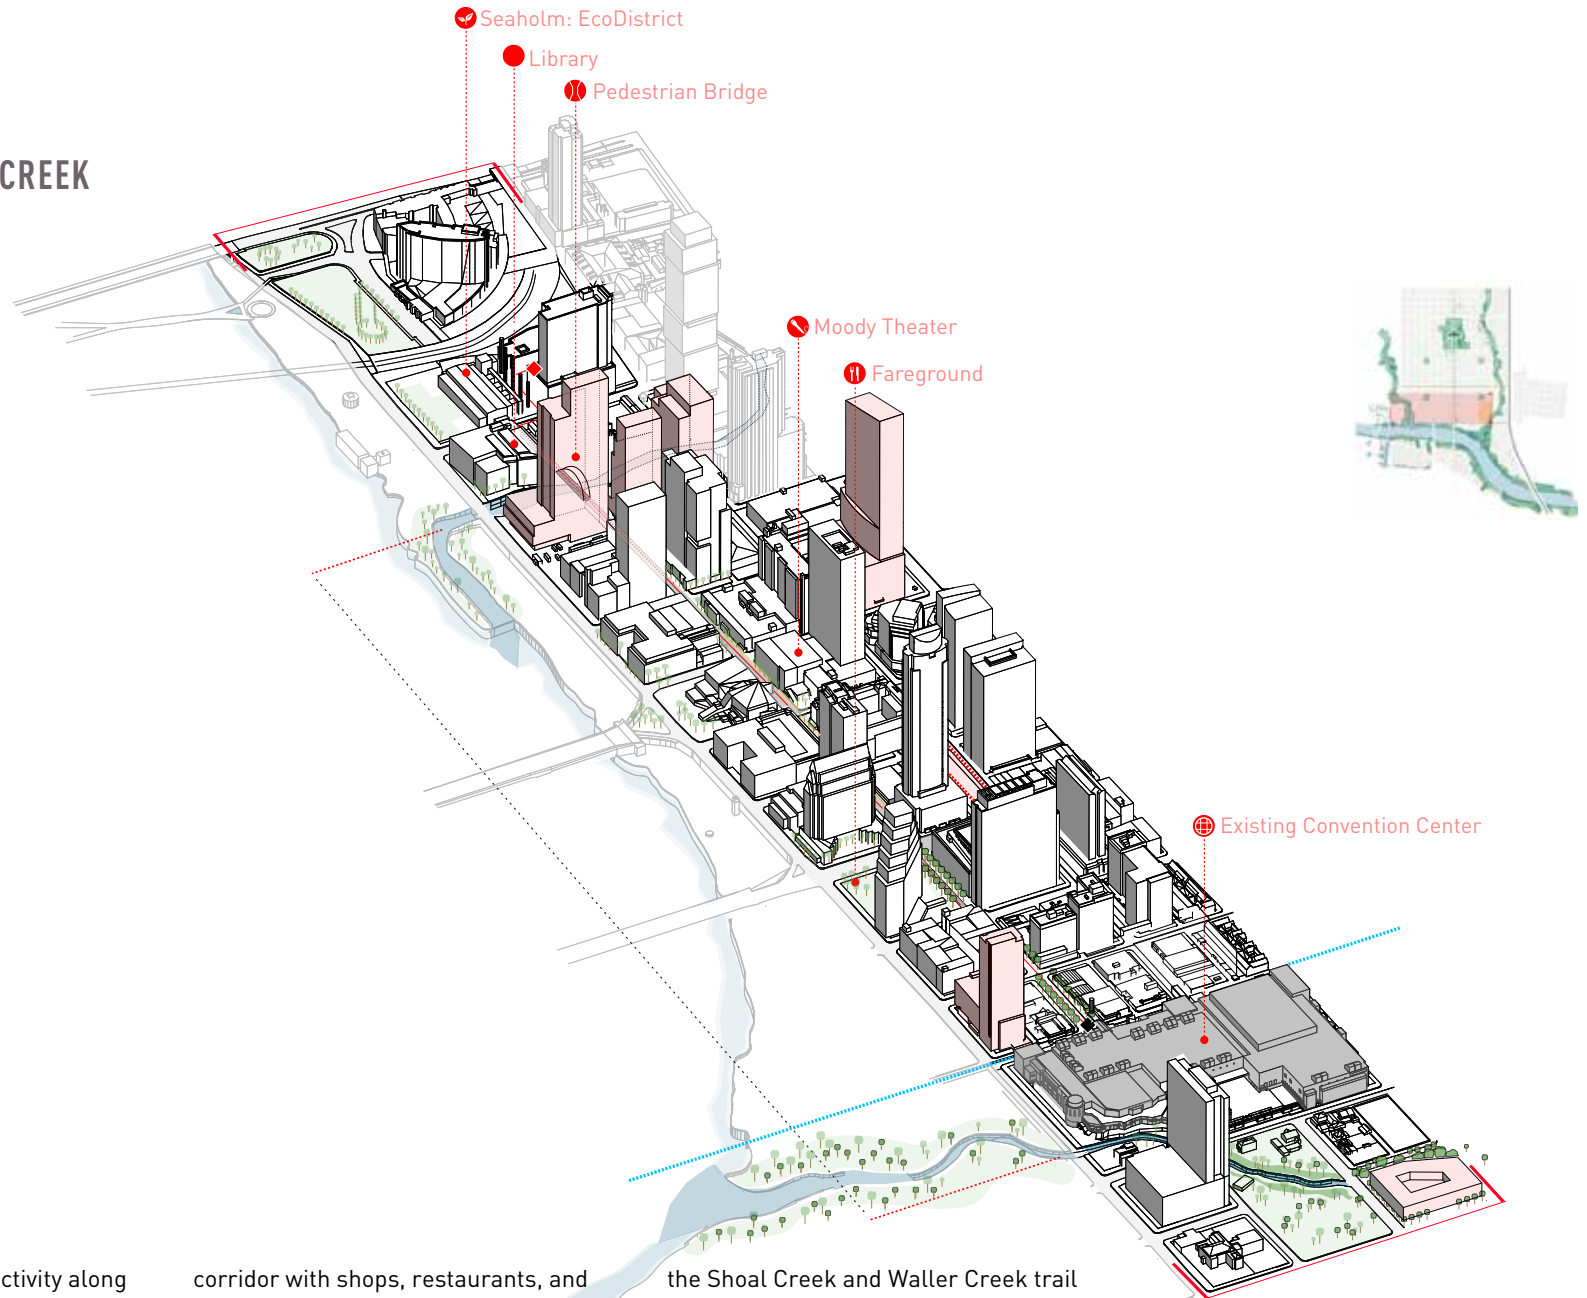 Seaholm: EcoDistrict
Library
Pedestrian Bridge
CREEK
Moody Theater
Fareground
Existing Convention Center
ctivity along
corridor with shops, restaurants, and
the Shoal Creek and Waller Creek trail